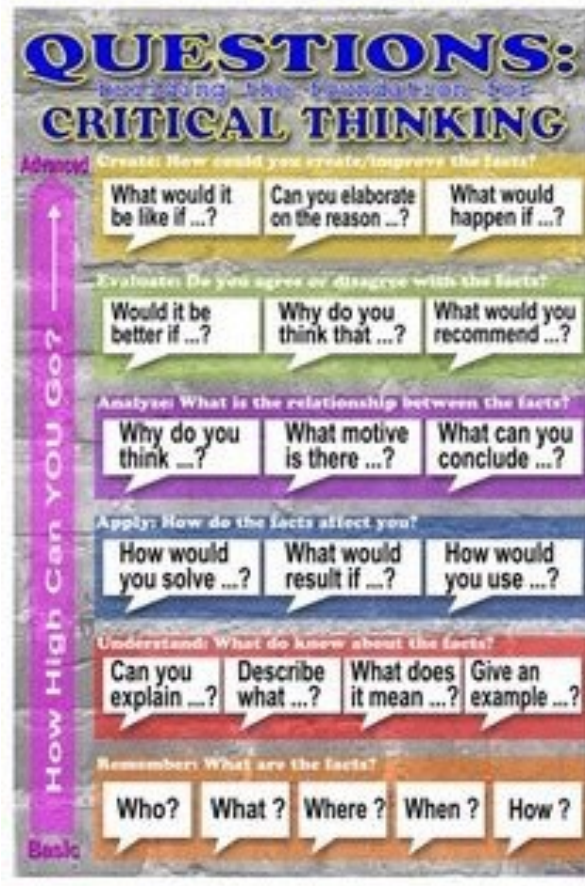 QUESTIONS:
Building the Foundation for
CRITICAL THINKING
Advanced
Create: How could you create/improve the facts?
What would it
be like if ...?
Can you elaborate
on the reason ...?
What would
happen if ...?
Evaluate: Do you agree or disagree with the facts?
Would it be
better if ...?
Why do you
think that ...?
What would you
recommend ...?
Analyze: What is the relationship between the facts?
Why do you
think ...?
What motive
is there ...?
What can you
conclude ...?
Apply: How do the facts affect you?
How would
you solve ...?
What would
result if ...?
How would
you use ...?
Understand: What do know about the facts?
Can you
explain ...?
Describe
what ...?
What does
it mean ...?
Give an
example ...?
Remember: What are the facts?
Who?
What ?
Where ?
When ?
How ?
Basic
How High Can YOU Go?